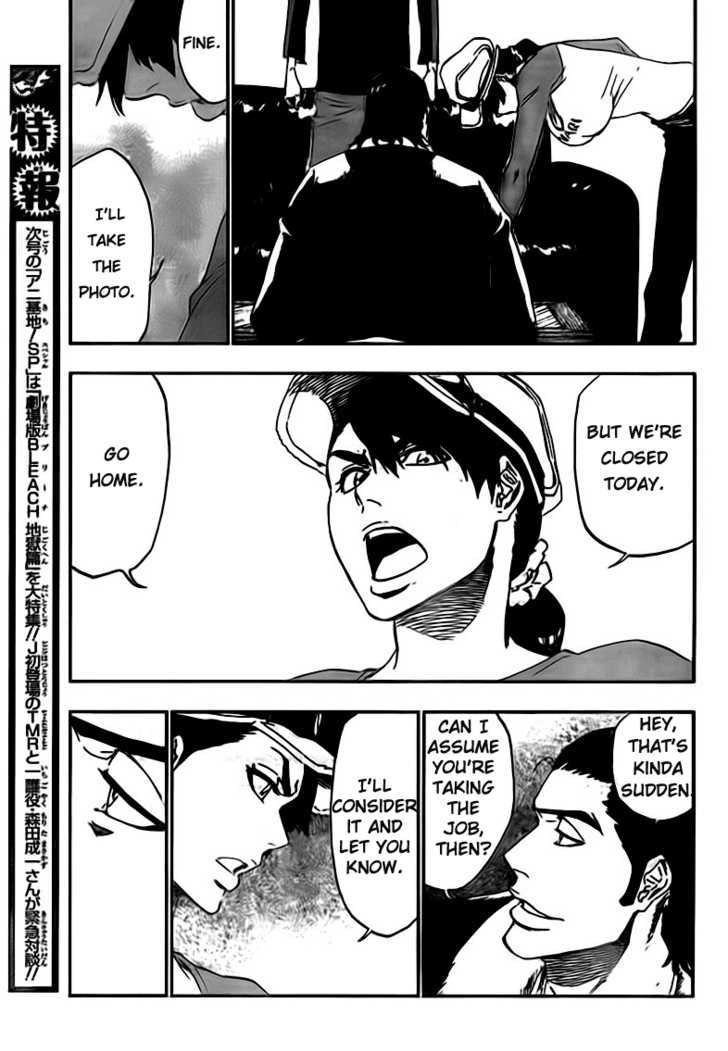 FINE.
I'LL
TAKE
THE
PHOTO.
BUT WE'RE
CLOSED
TODAY.
GO
HOME.
HEY,
THAT'S
KINDA
SUDDEN.
CAN I
ASSUME
YOU'RE
TAKING
THE
JOB,
THEN?
I'LL
CONSIDER
IT AND
LET YOU
KNOW.
特報
次号の「アニ基地!SP」は「劇場版BLEACH 地獄篇」を大特集!!J初登場のTMRと一護役・森田成一さんが緊急対談!!